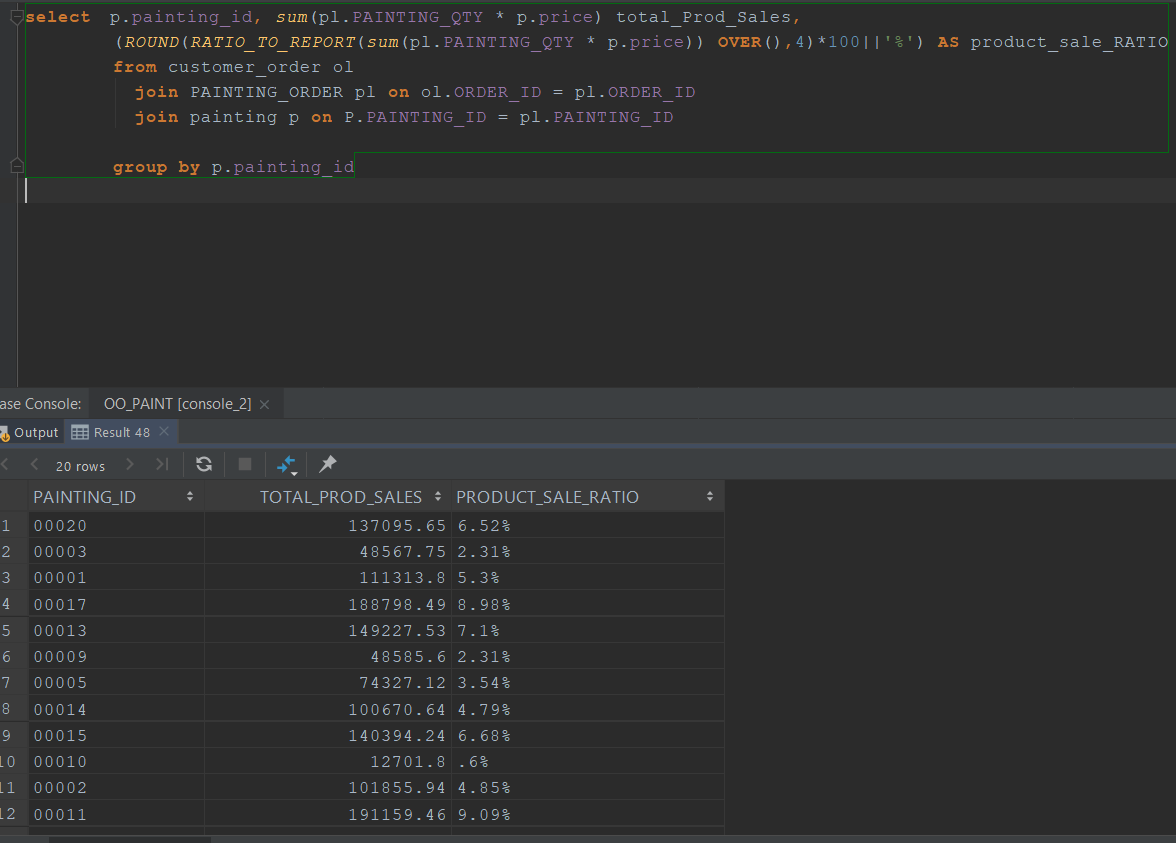 select p.painting_id, sum(pl.PAINTING_QTY * p.price) total_Prod_Sales,
(ROUND(RATIO_TO_REPORT(sum(pl.PAINTING_QTY * p.price)) OVER(),4)*100||'%') AS product_sale_RATIO
from customer_order ol
join PAINTING_ORDER pl on ol.ORDER_ID = pl.ORDER_ID
join painting p on P.PAINTING_ID = pl.PAINTING_ID
group by p.painting_id
ase Console: OO_PAINT [console_2]
Output Result 48
20 rows
PAINTING_ID TOTAL_PROD_SALES PRODUCT_SALE_RATIO
1 00020 137095.65 6.52%
2 00003 48567.75 2.31%
3 00001 111313.8 5.3%
4 00017 188798.49 8.98%
5 00013 149227.53 7.1%
6 00009 48585.6 2.31%
7 00005 74327.12 3.54%
8 00014 100670.64 4.79%
9 00015 140394.24 6.68%
10 00010 12701.8 .6%
11 00002 101855.94 4.85%
12 00011 191159.46 9.09%